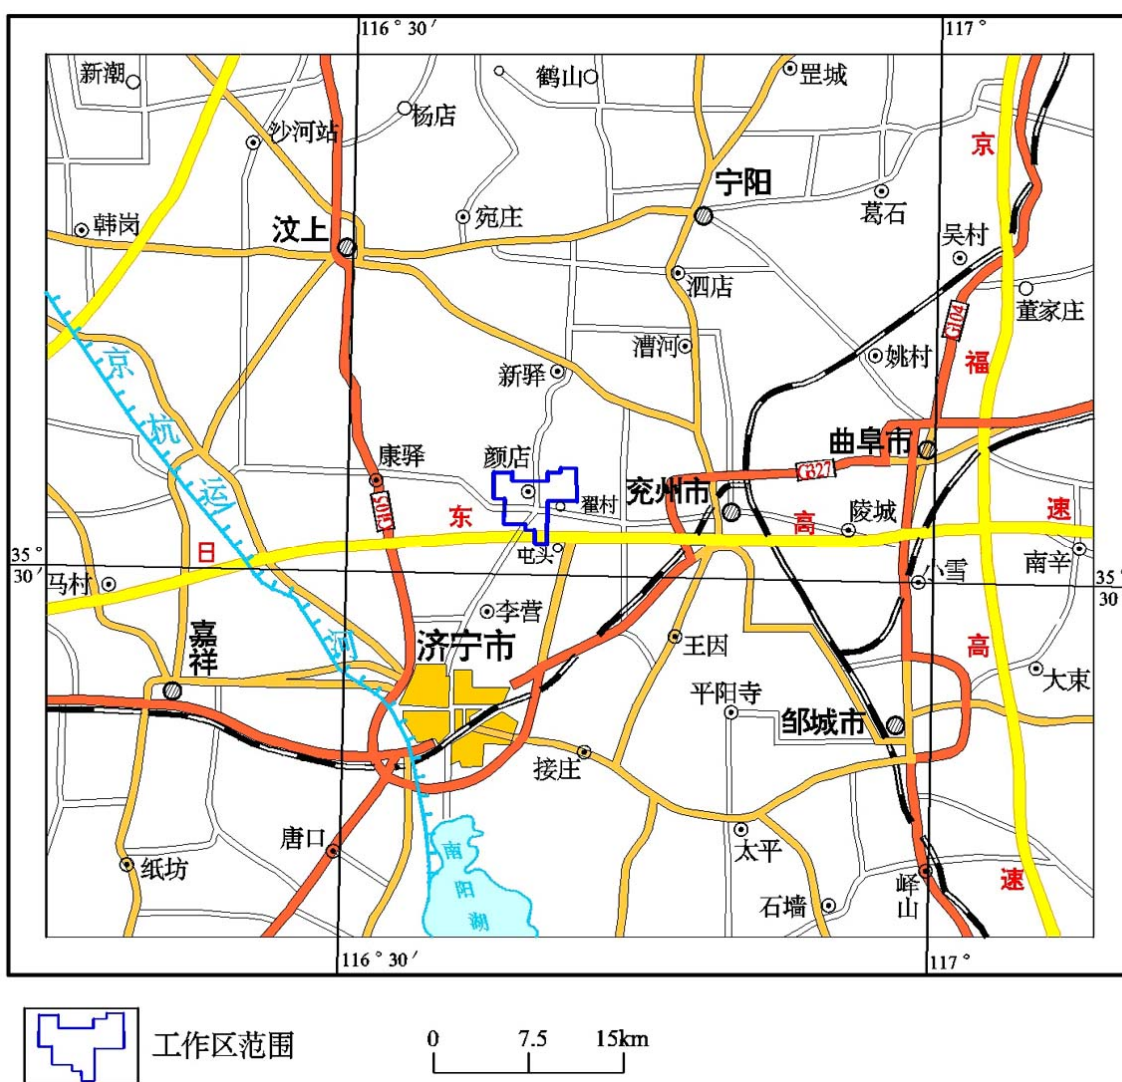 116°30′
117°
新潮
鹤山
罡城
杨店
沙河站
京
宁阳
韩岗
汶上
宛庄
葛石
吴村
泗店
董家庄
G104
京
漕河
姚村
福
新驿
杭
曲阜市
康驿
颜店
G327
运
兖州市
翟村
G105
东
高
陵城
速
河
日
35°
30′
屯头
南辛
马村
小雪
35°
30′
李营
嘉祥
济宁市
王因
高
大束
平阳寺
邹城市
接庄
唐口
太平
南
阳
湖
纸坊
速
峄山
石墙
116°30′
117°
工作区范围
0
7.5
15km